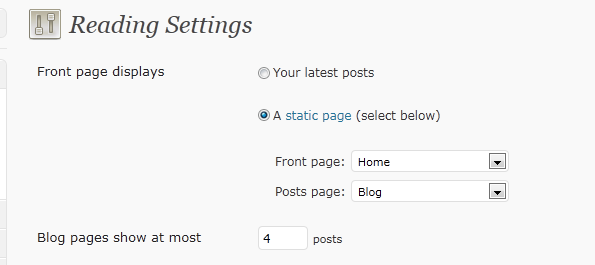 Reading Settings
Front page displays
Your latest posts
A static page (select below)
Front page: Home
Posts page: Blog
Blog pages show at most 4 posts